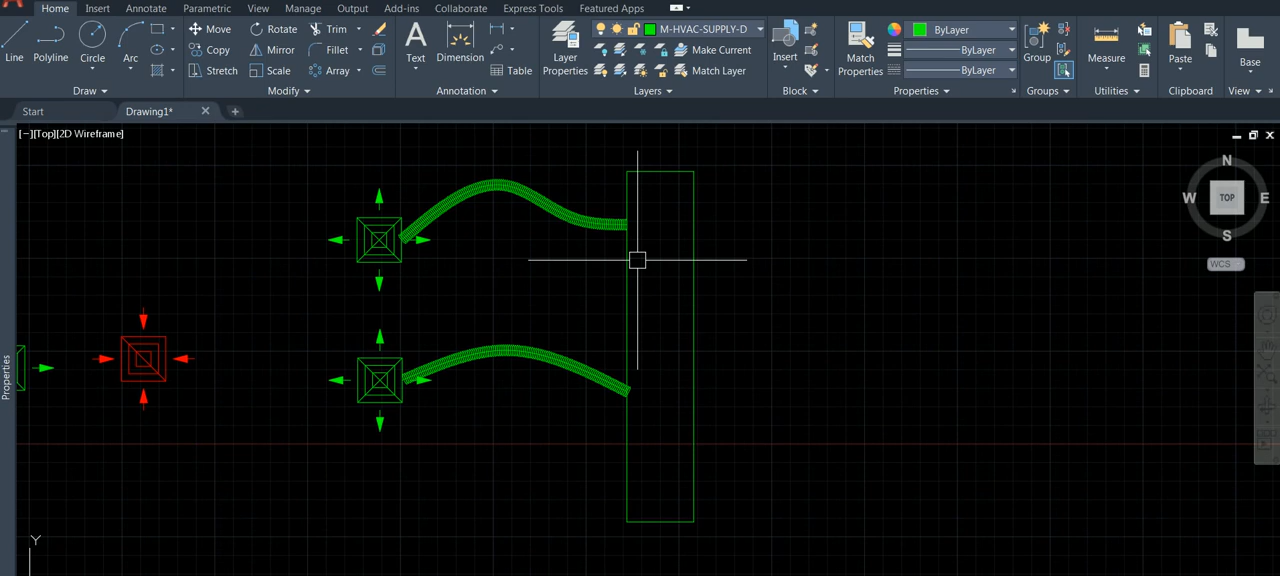 Home Insert Annotate Parametric View Manage Output Add-ins Collaborate Express Tools Featured Apps
Line Polyline Circle Arc
Move Rotate Trim
Copy Mirror Fillet
Stretch Scale Array
Text Dimension Table
Layer Properties
M-HVAC-SUPPLY-D
Make Current
Match Layer
Insert
Match Properties
ByLayer
ByLayer
ByLayer
Group
Measure
Paste
Base
Draw Modify Annotation Layers Block Properties Groups Utilities Clipboard View
Start Drawing1*
[−][Top][2D Wireframe]
N
W TOP E
S
WCS
Properties
Y